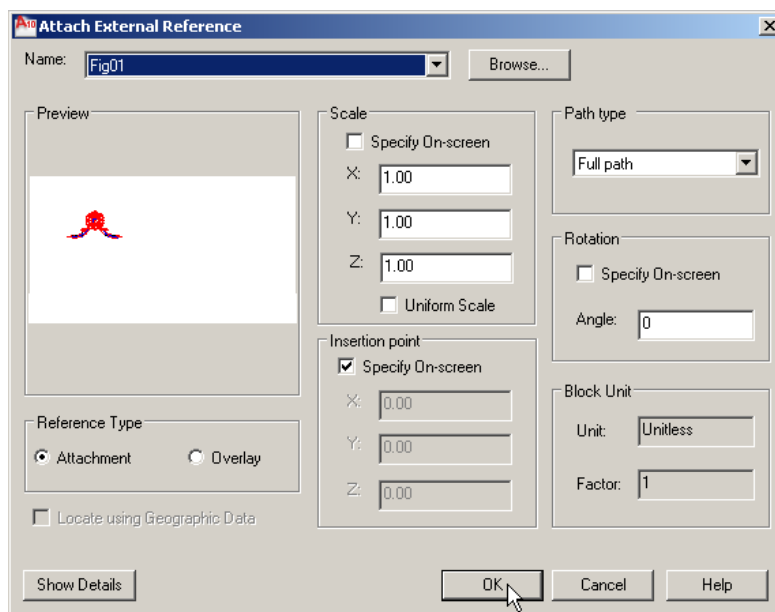 A10 Attach External Reference
Name: Fig01 Browse...
Preview
Scale
Specify On-screen
X: 1.00
Y: 1.00
Z: 1.00
Uniform Scale
Path type
Full path
Rotation
Specify On-screen
Angle: 0
Insertion point
Specify On-screen
X: 0.00
Y: 0.00
Z: 0.00
Block Unit
Unit: Unitless
Factor: 1
Reference Type
Attachment Overlay
Locate using Geographic Data
Show Details OK Cancel Help